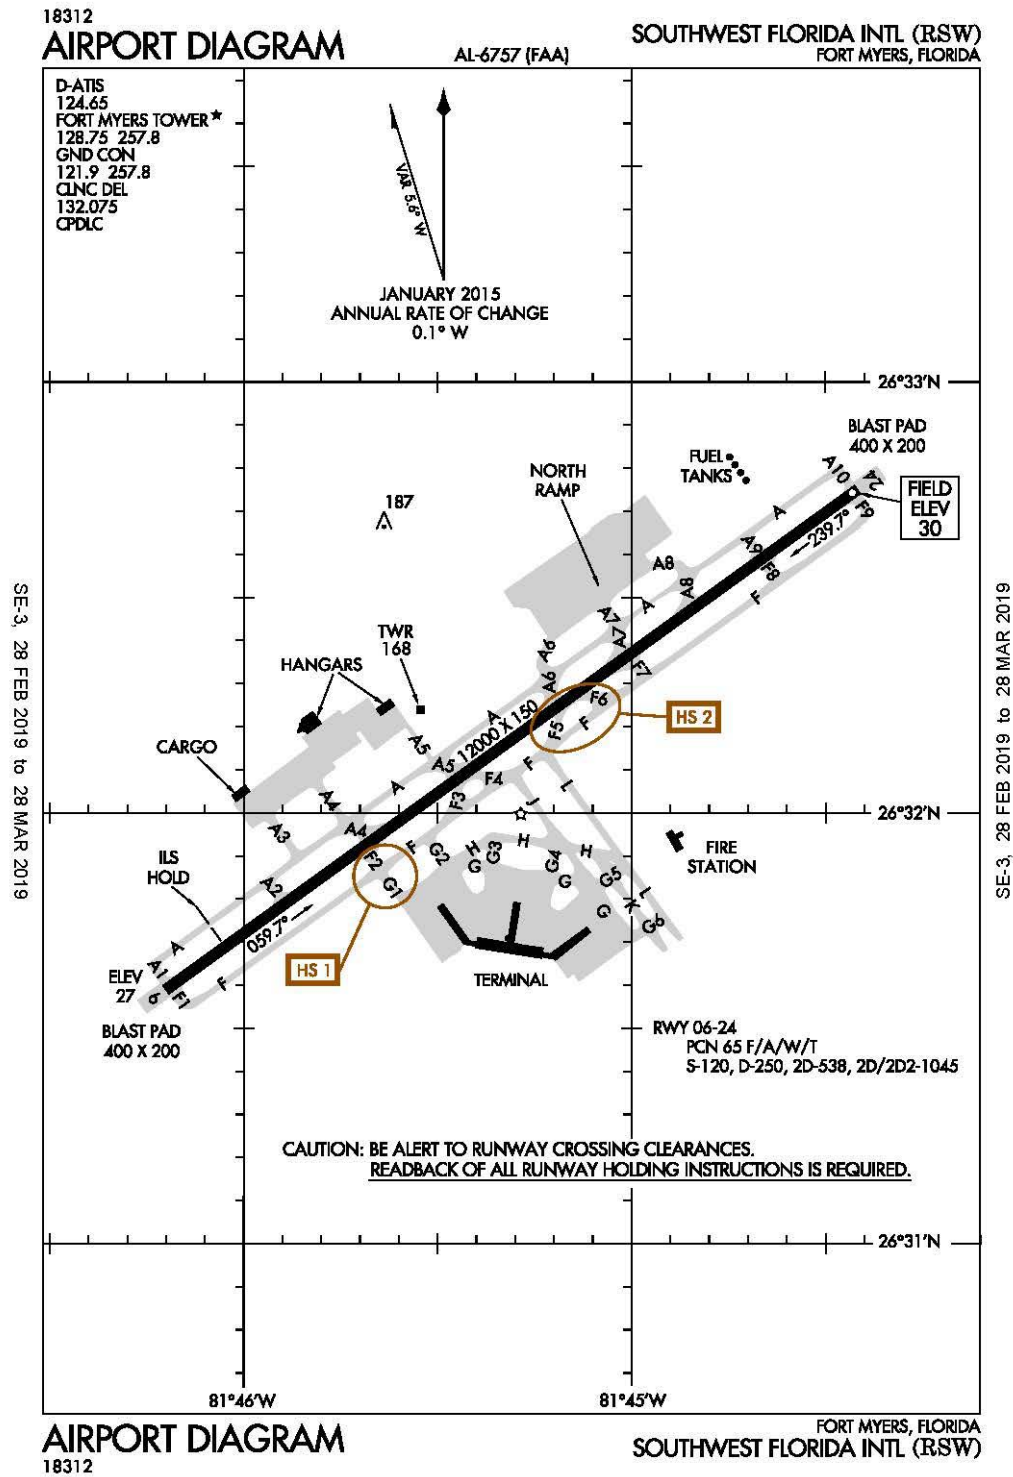 18312
AIRPORT DIAGRAM
AL-6757 (FAA)
SOUTHWEST FLORIDA INTL (RSW)
FORT MYERS, FLORIDA
D-ATIS
124.65
FORT MYERS TOWER★
128.75 257.8
GND CON
121.9 257.8
CLNC DEL
132.075
CPDLC
VAR 5.6° W
JANUARY 2015
ANNUAL RATE OF CHANGE
0.1° W
26°33'N
BLAST PAD
400 X 200
FUEL
TANKS
NORTH
RAMP
A10
24
FIELD
ELEV
30
F9
187
A
239.7°
A9
F8
A8
A8
F
A
A7
A7
F7
TWR
168
HANGARS
A6
A6
F6
HS 2
F5
F
A
12000 X 150
CARGO
A5
A5
F4
F
L
A
F3
J
A4
A4
26°32'N
A3
F
G2
H
G3
H
H
G
G4
G
G5
FIRE
STATION
F2
G1
ILS
HOLD
A2
L
K
G
G6
059.7°
A
HS 1
TERMINAL
A1
ELEV
27
6
F1
F
BLAST PAD
400 X 200
RWY 06-24
PCN 65 F/A/W/T
S-120, D-250, 2D-538, 2D/2D2-1045
CAUTION: BE ALERT TO RUNWAY CROSSING CLEARANCES.
READBACK OF ALL RUNWAY HOLDING INSTRUCTIONS IS REQUIRED.
26°31'N
81°46'W
81°45'W
SE-3, 28 FEB 2019 to 28 MAR 2019
SE-3, 28 FEB 2019 to 28 MAR 2019
AIRPORT DIAGRAM
18312
FORT MYERS, FLORIDA
SOUTHWEST FLORIDA INTL (RSW)